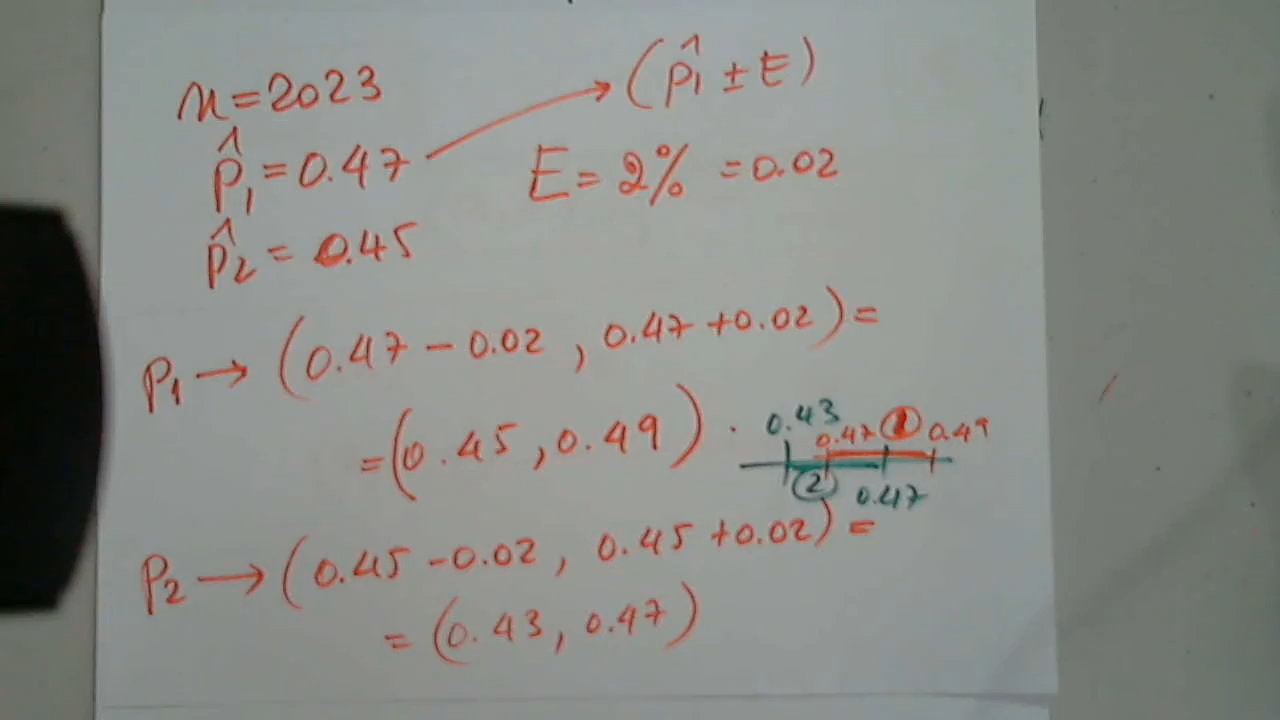 n=2023
(p̂₁ ± E)
p̂₁ = 0.47
E = 2% = 0.02
p̂₂ = 0.45
P₁ → (0.47 - 0.02 , 0.47 + 0.02) =
= (0.45 , 0.49) .
0.43
0.47 ① 0.49
② 0.47
P₂ → (0.45 - 0.02 , 0.45 + 0.02) =
= (0.43 , 0.47)